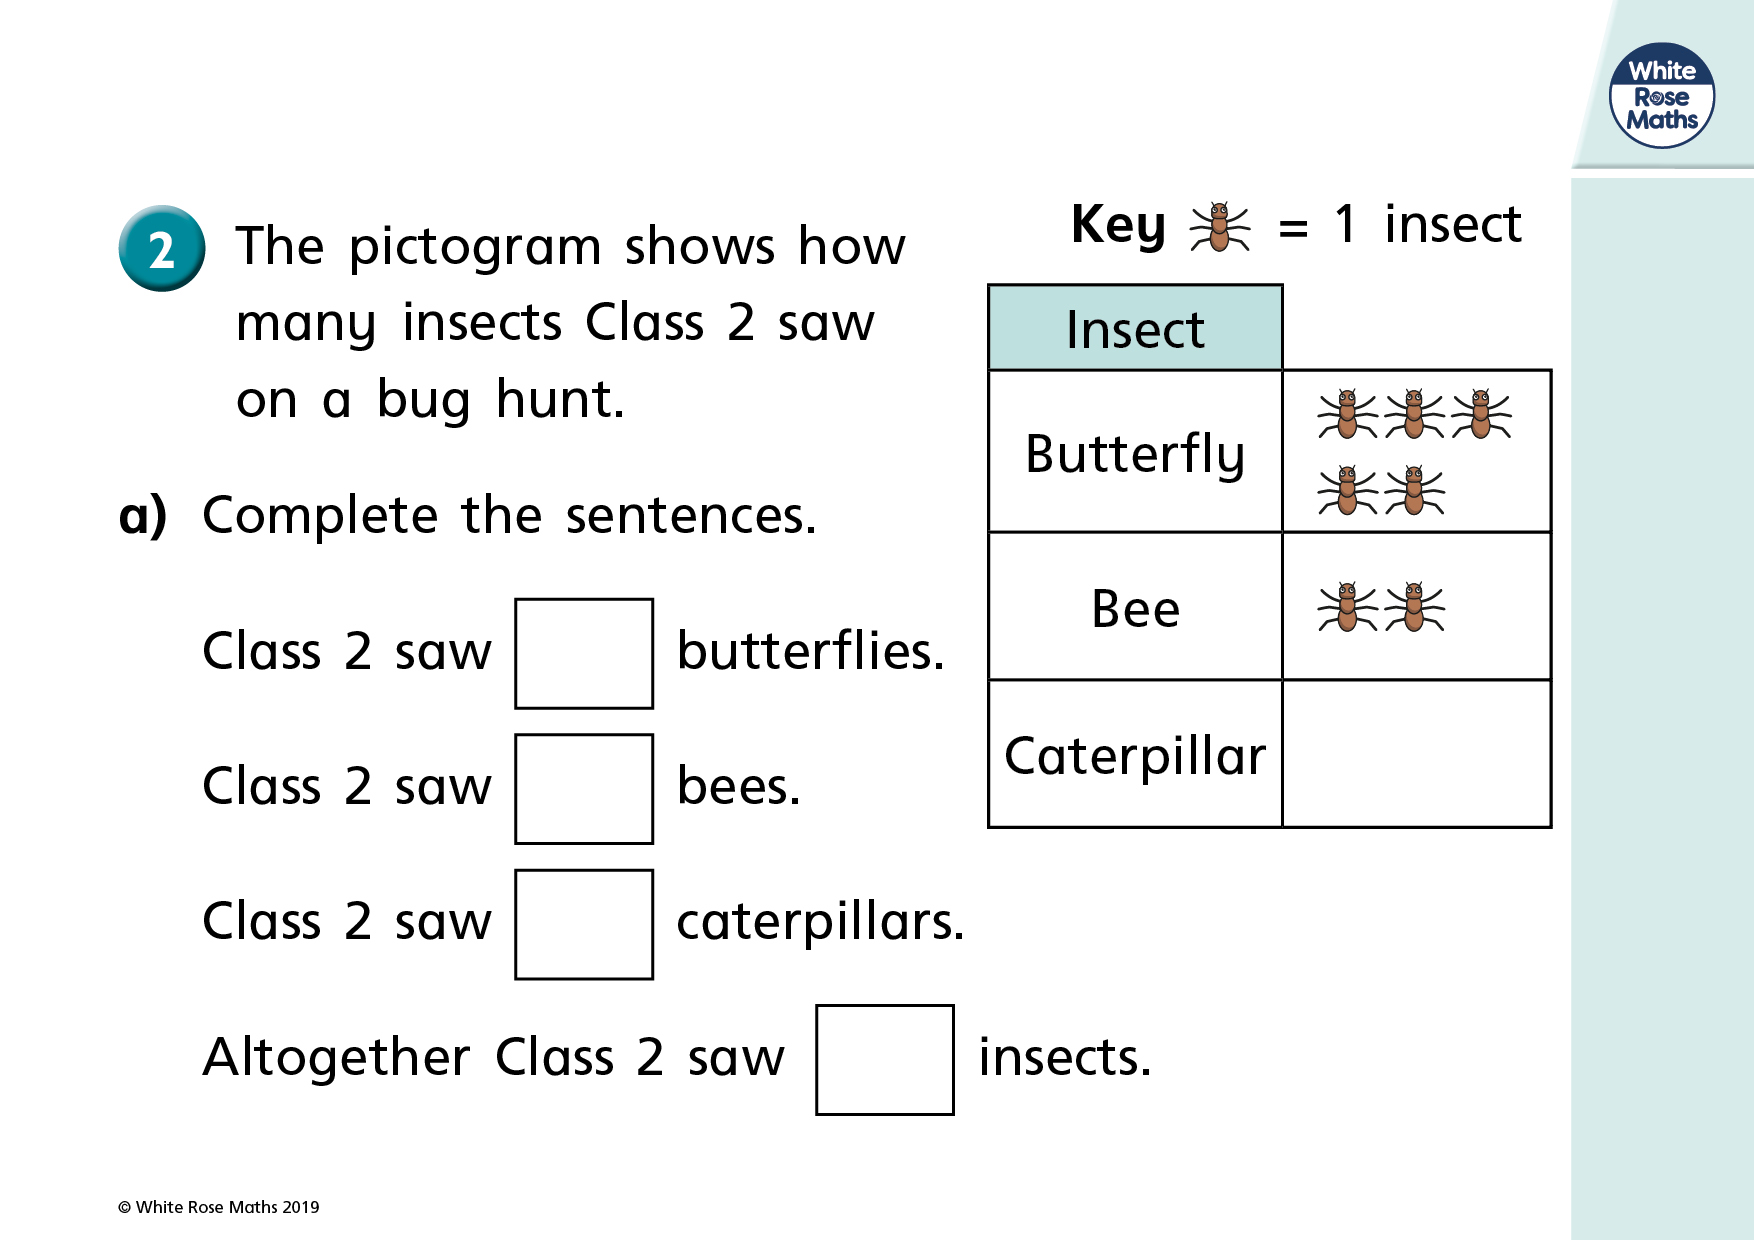 White
Rose
Maths
2 The pictogram shows how
many insects Class 2 saw
on a bug hunt.
Key = 1 insect
Insect
Butterfly
Bee
Caterpillar
a) Complete the sentences.
Class 2 saw butterflies.
Class 2 saw bees.
Class 2 saw caterpillars.
Altogether Class 2 saw insects.
© White Rose Maths 2019